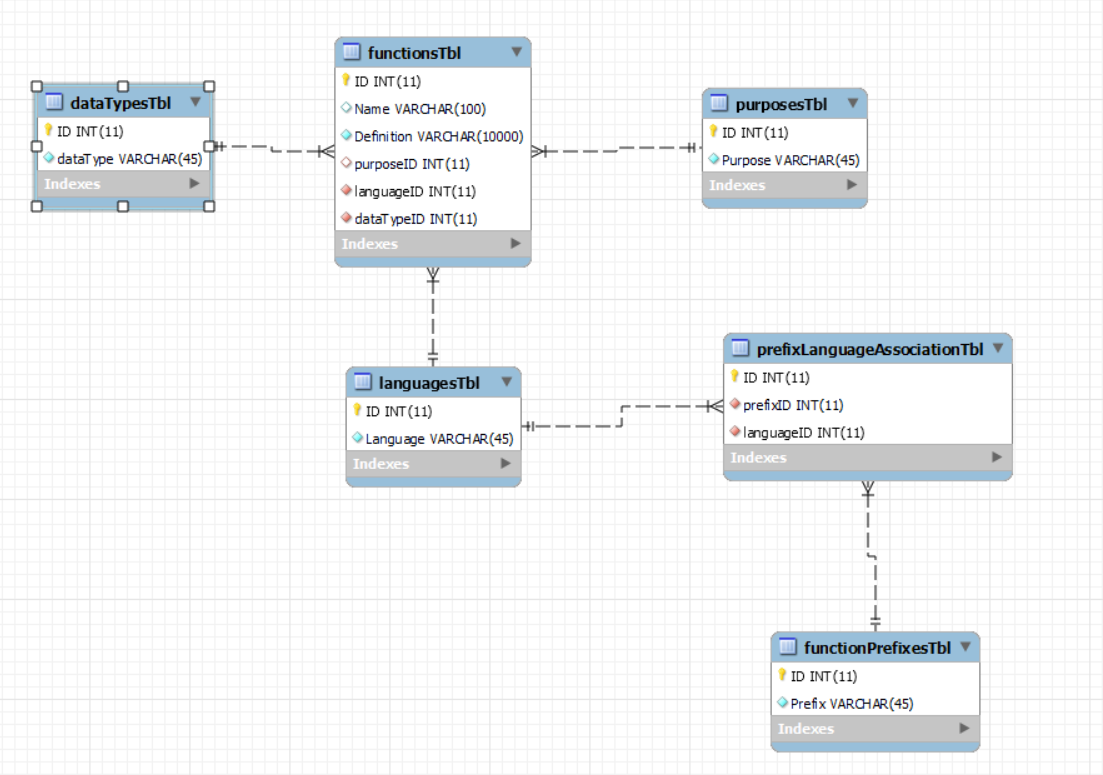 functionsTbl
ID INT(11)
Name VARCHAR(100)
Definition VARCHAR(10000)
purposeID INT(11)
languageID INT(11)
dataTypeID INT(11)
Indexes
dataTypesTbl
ID INT(11)
dataType VARCHAR(45)
Indexes
purposesTbl
ID INT(11)
Purpose VARCHAR(45)
Indexes
languagesTbl
ID INT(11)
Language VARCHAR(45)
Indexes
prefixLanguageAssociationTbl
ID INT(11)
prefixID INT(11)
languageID INT(11)
Indexes
functionPrefixesTbl
ID INT(11)
Prefix VARCHAR(45)
Indexes